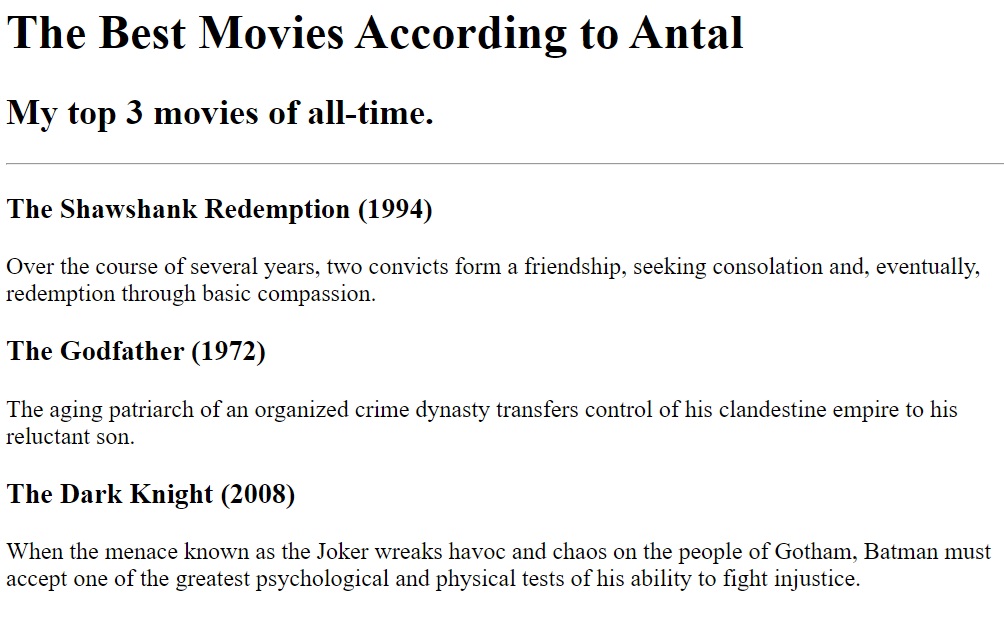 The Best Movies According to Antal
My top 3 movies of all-time.
The Shawshank Redemption (1994)
Over the course of several years, two convicts form a friendship, seeking consolation and, eventually,
redemption through basic compassion.
The Godfather (1972)
The aging patriarch of an organized crime dynasty transfers control of his clandestine empire to his
reluctant son.
The Dark Knight (2008)
When the menace known as the Joker wreaks havoc and chaos on the people of Gotham, Batman must
accept one of the greatest psychological and physical tests of his ability to fight injustice.